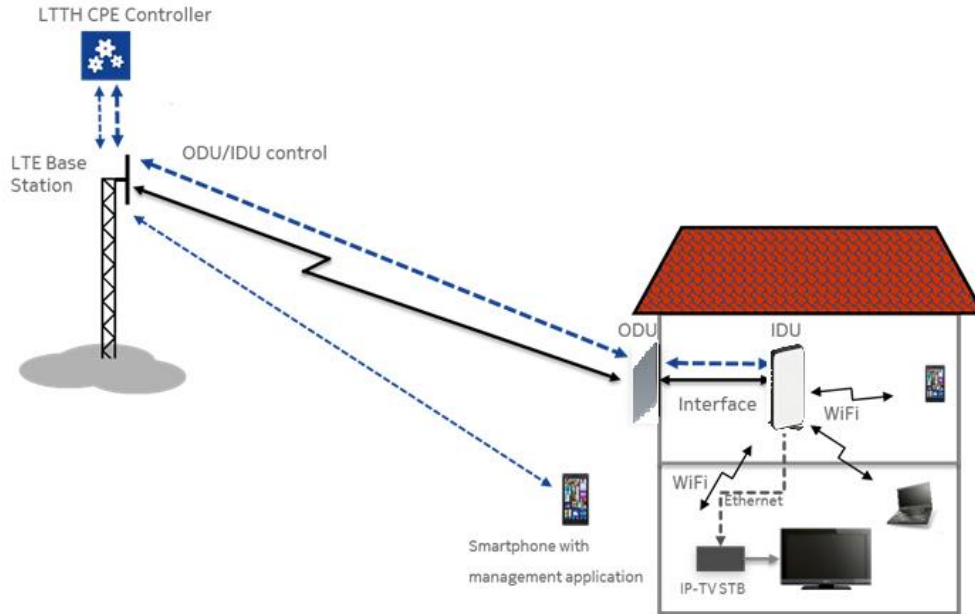 LTTH CPE Controller
LTE Base
Station
ODU/IDU control
ODU
IDU
Interface
WiFi
WiFi
Ethernet
Smartphone with
management application
IP-TV STB